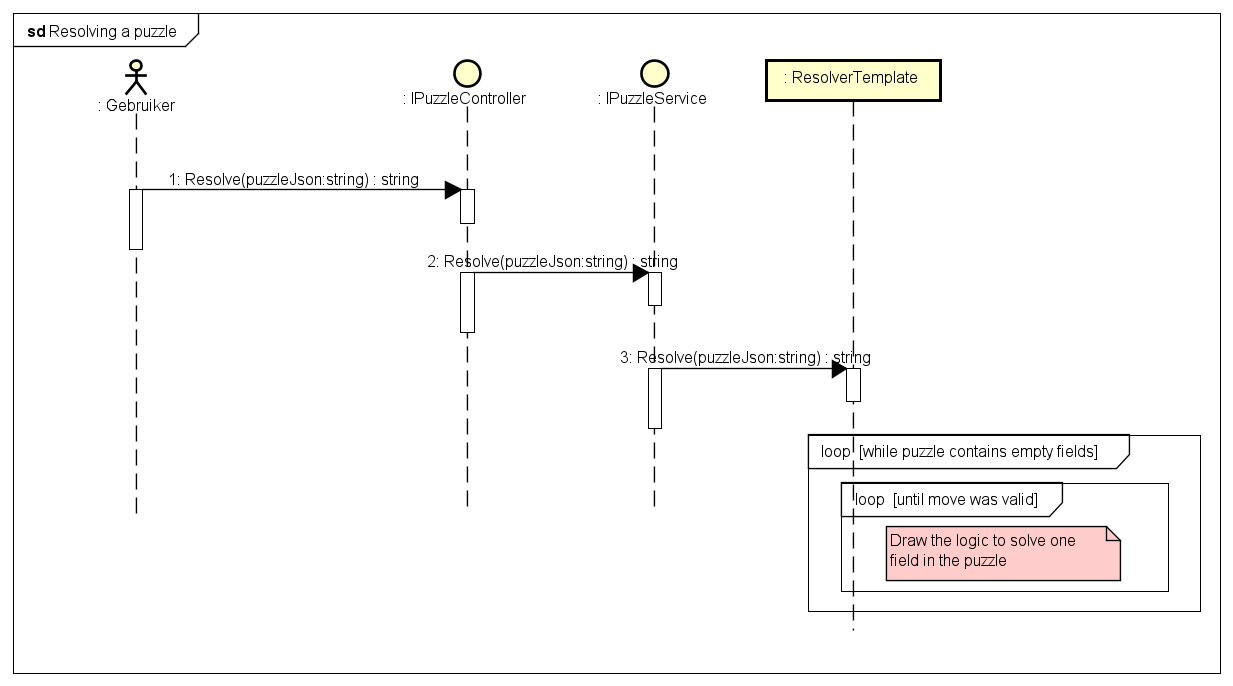 sd Resolving a puzzle
: Gebruiker
: IPuzzleController
: IPuzzleService
: ResolverTemplate
1: Resolve(puzzleJson:string) : string
2: Resolve(puzzleJson:string) : string
3: Resolve(puzzleJson:string) : string
loop [while puzzle contains empty fields]
loop [until move was valid]
Draw the logic to solve one
field in the puzzle